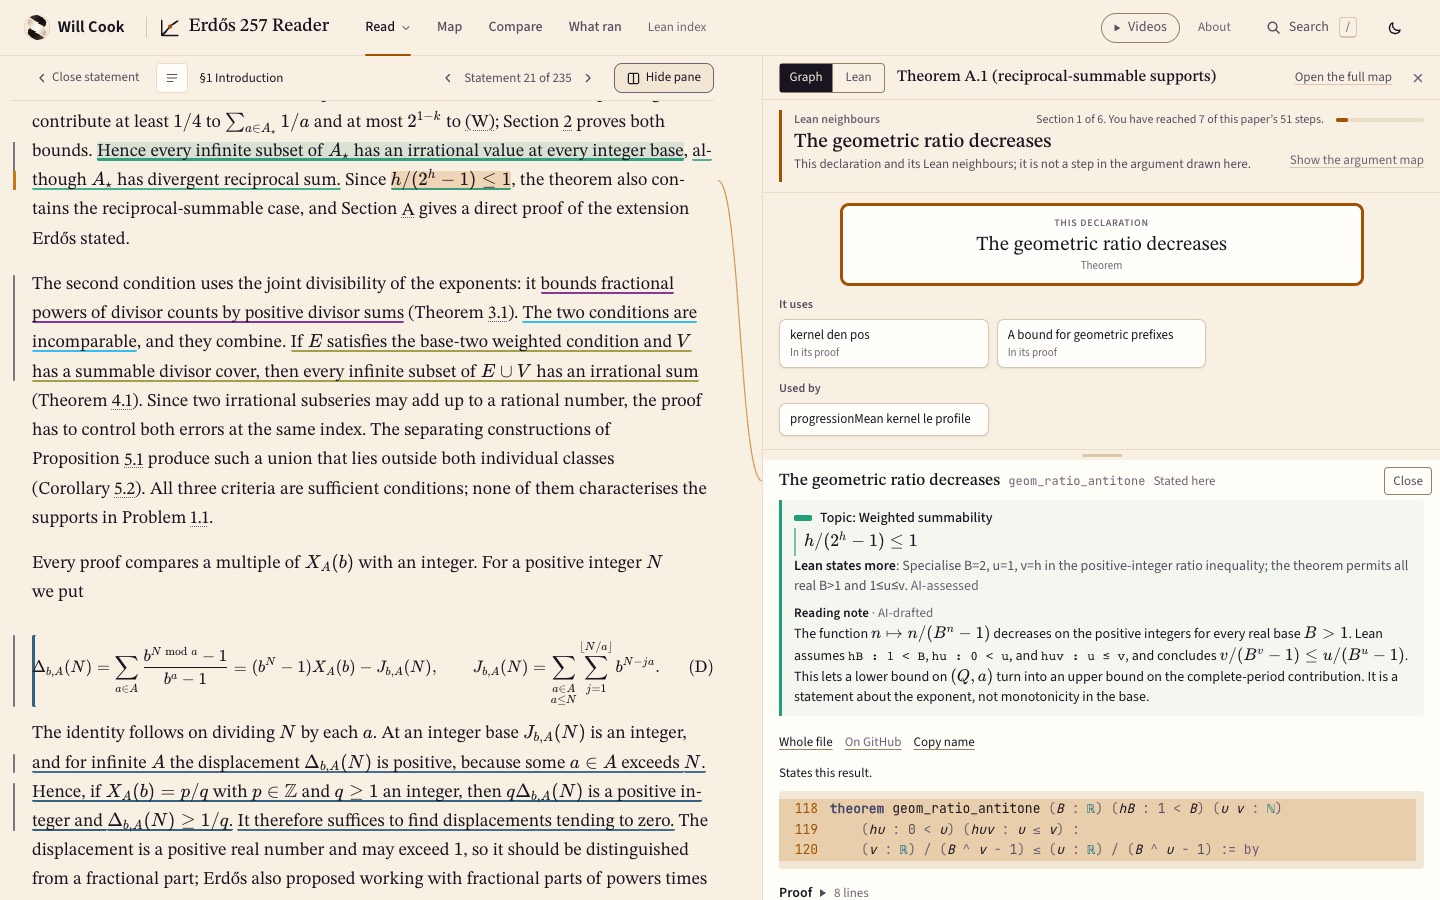 Will Cook
Erdős 257 Reader
Read
Map
Compare
What ran
Lean index
Videos
About
Search /
Close statement
§1 Introduction
Statement 21 of 235
Hide pane
contribute at least 1/4 to ∑_{a∈A⋆} 1/a and at most 2^{1−k} to (W); Section 2 proves both
bounds. Hence every infinite subset of A⋆ has an irrational value at every integer base, al-
though A⋆ has divergent reciprocal sum. Since h/(2^h − 1) ≤ 1, the theorem also con-
tains the reciprocal-summable case, and Section A gives a direct proof of the extension
Erdős stated.
The second condition uses the joint divisibility of the exponents: it bounds fractional
powers of divisor counts by positive divisor sums (Theorem 3.1). The two conditions are
incomparable, and they combine. If E satisfies the base-two weighted condition and V
has a summable divisor cover, then every infinite subset of E ∪ V has an irrational sum
(Theorem 4.1). Since two irrational subseries may add up to a rational number, the proof
has to control both errors at the same index. The separating constructions of
Proposition 5.1 produce such a union that lies outside both individual classes
(Corollary 5.2). All three criteria are sufficient conditions; none of them characterises the
supports in Problem 1.1.
Every proof compares a multiple of X_A(b) with an integer. For a positive integer N
we put
Δ_{b,A}(N) = ∑_{a∈A} (b^{N mod a} − 1)/(b^a − 1) = (b^N − 1)X_A(b) − J_{b,A}(N), J_{b,A}(N) = ∑_{a∈A, a≤N} ∑_{j=1}^{⌊N/a⌋} b^{N−ja}. (D)
The identity follows on dividing N by each a. At an integer base J_{b,A}(N) is an integer,
and for infinite A the displacement Δ_{b,A}(N) is positive, because some a ∈ A exceeds N.
Hence, if X_A(b) = p/q with p ∈ ℤ and q ≥ 1 an integer, then qΔ_{b,A}(N) is a positive in-
teger and Δ_{b,A}(N) ≥ 1/q. It therefore suffices to find displacements tending to zero. The
displacement is a positive real number and may exceed 1, so it should be distinguished
from a fractional part; Erdős also proposed working with fractional parts of powers times
Graph
Lean
Theorem A.1 (reciprocal-summable supports)
Open the full map
Lean neighbours
Section 1 of 6. You have reached 7 of this paper's 51 steps.
The geometric ratio decreases
This declaration and its Lean neighbours; it is not a step in the argument drawn here.
Show the argument map
THIS DECLARATION
The geometric ratio decreases
Theorem
It uses
kernel den pos
In its proof
A bound for geometric prefixes
In its proof
Used by
progressionMean kernel le profile
The geometric ratio decreases geom_ratio_antitone Stated here
Close
Topic: Weighted summability
h/(2^h − 1) ≤ 1
Lean states more: Specialise B=2, u=1, v=h in the positive-integer ratio inequality; the theorem permits all
real B>1 and 1≤u≤v. AI-assessed
Reading note · AI-drafted
The function n ↦ n/(B^n − 1) decreases on the positive integers for every real base B > 1. Lean
assumes hB : 1 < B, hu : 0 < u, and huv : u ≤ v, and concludes v/(B^v − 1) ≤ u/(B^u − 1).
This lets a lower bound on (Q, a) turn into an upper bound on the complete-period contribution. It is a
statement about the exponent, not monotonicity in the base.
Whole file
On GitHub
Copy name
States this result.
118 theorem geom_ratio_antitone (B : ℝ) (hB : 1 < B) (u v : ℕ)
119 (hu : 0 < u) (huv : u ≤ v) :
120 (v : ℝ) / (B ^ v - 1) ≤ (u : ℝ) / (B ^ u - 1) := by
Proof 8 lines